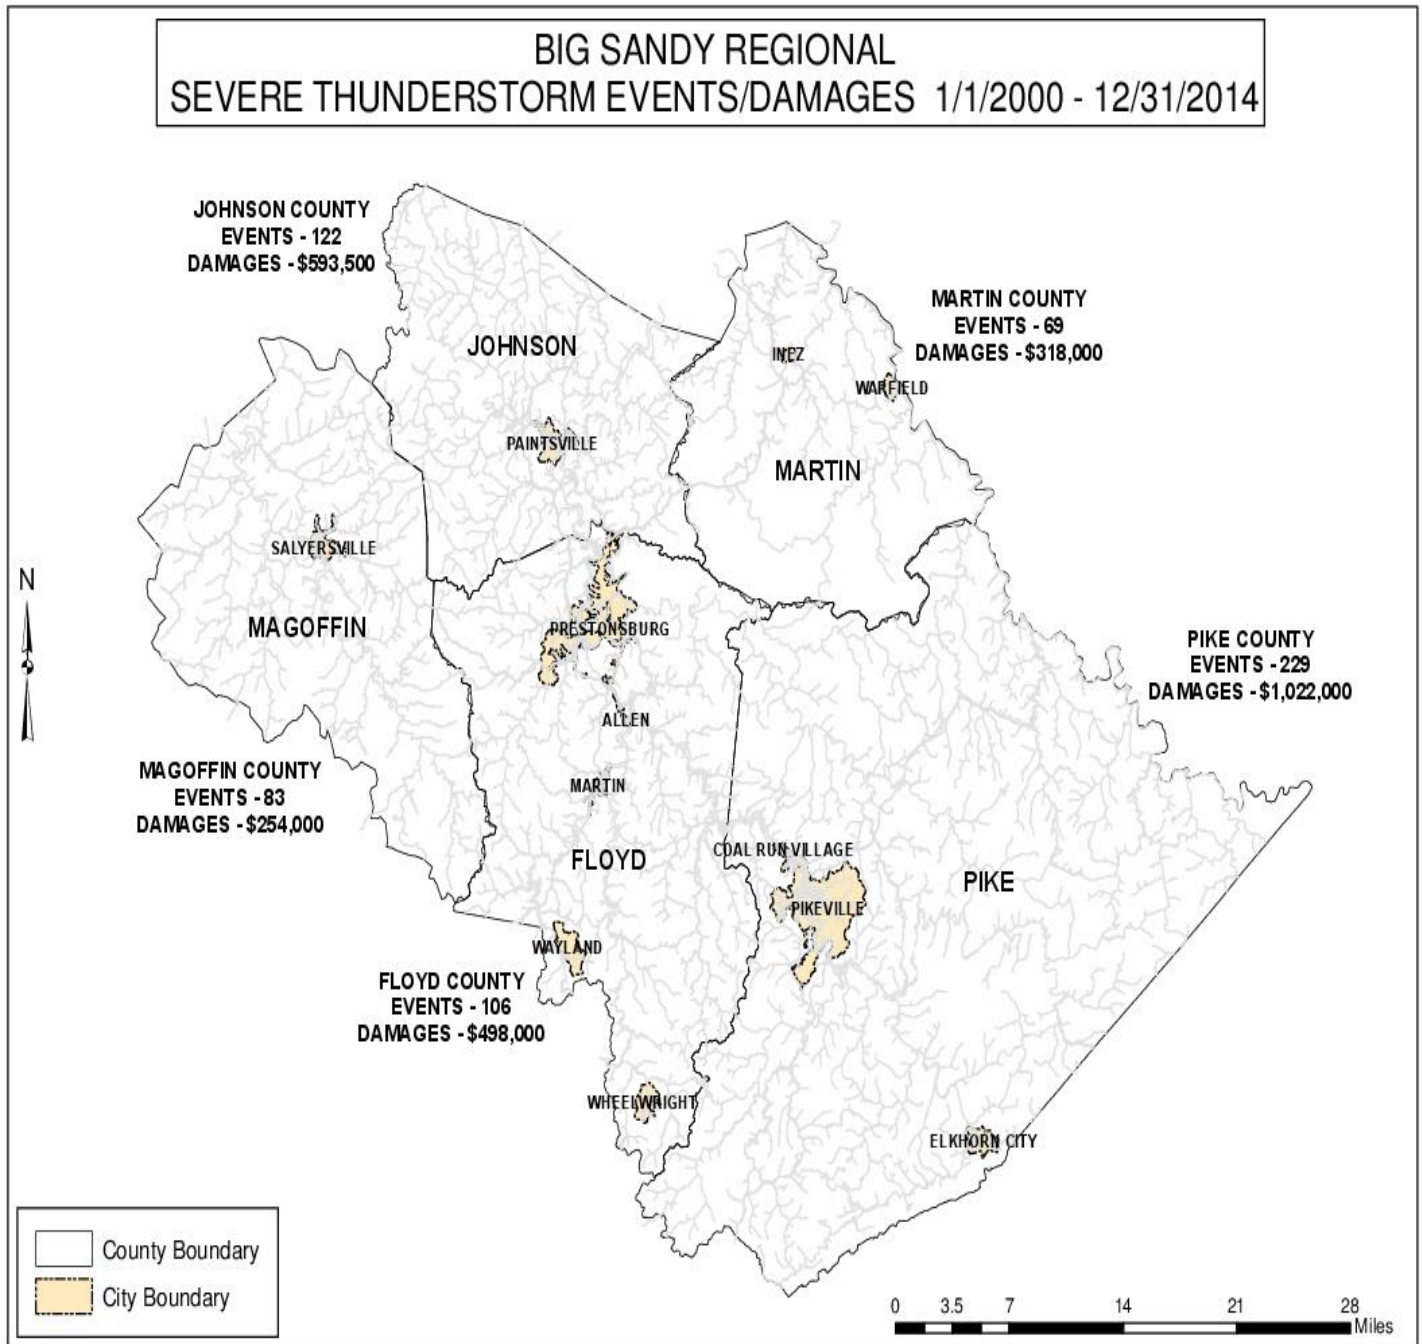 BIG SANDY REGIONAL
SEVERE THUNDERSTORM EVENTS/DAMAGES 1/1/2000 - 12/31/2014
JOHNSON COUNTY
EVENTS - 122
DAMAGES - $593,500
MARTIN COUNTY
EVENTS - 69
DAMAGES - $318,000
JOHNSON
INEZ
WARFIELD
PAINTSVILLE
MARTIN
SALYERSVILLE
N
MAGOFFIN
PRESTONSBURG
PIKE COUNTY
EVENTS - 229
DAMAGES - $1,022,000
ALLEN
MAGOFFIN COUNTY
EVENTS - 83
DAMAGES - $254,000
MARTIN
FLOYD
COAL RUN VILLAGE
PIKE
PIKEVILLE
WAYLAND
FLOYD COUNTY
EVENTS - 106
DAMAGES - $498,000
WHEELWRIGHT
ELKHORN CITY
County Boundary
City Boundary
0 3.5 7 14 21 28
Miles